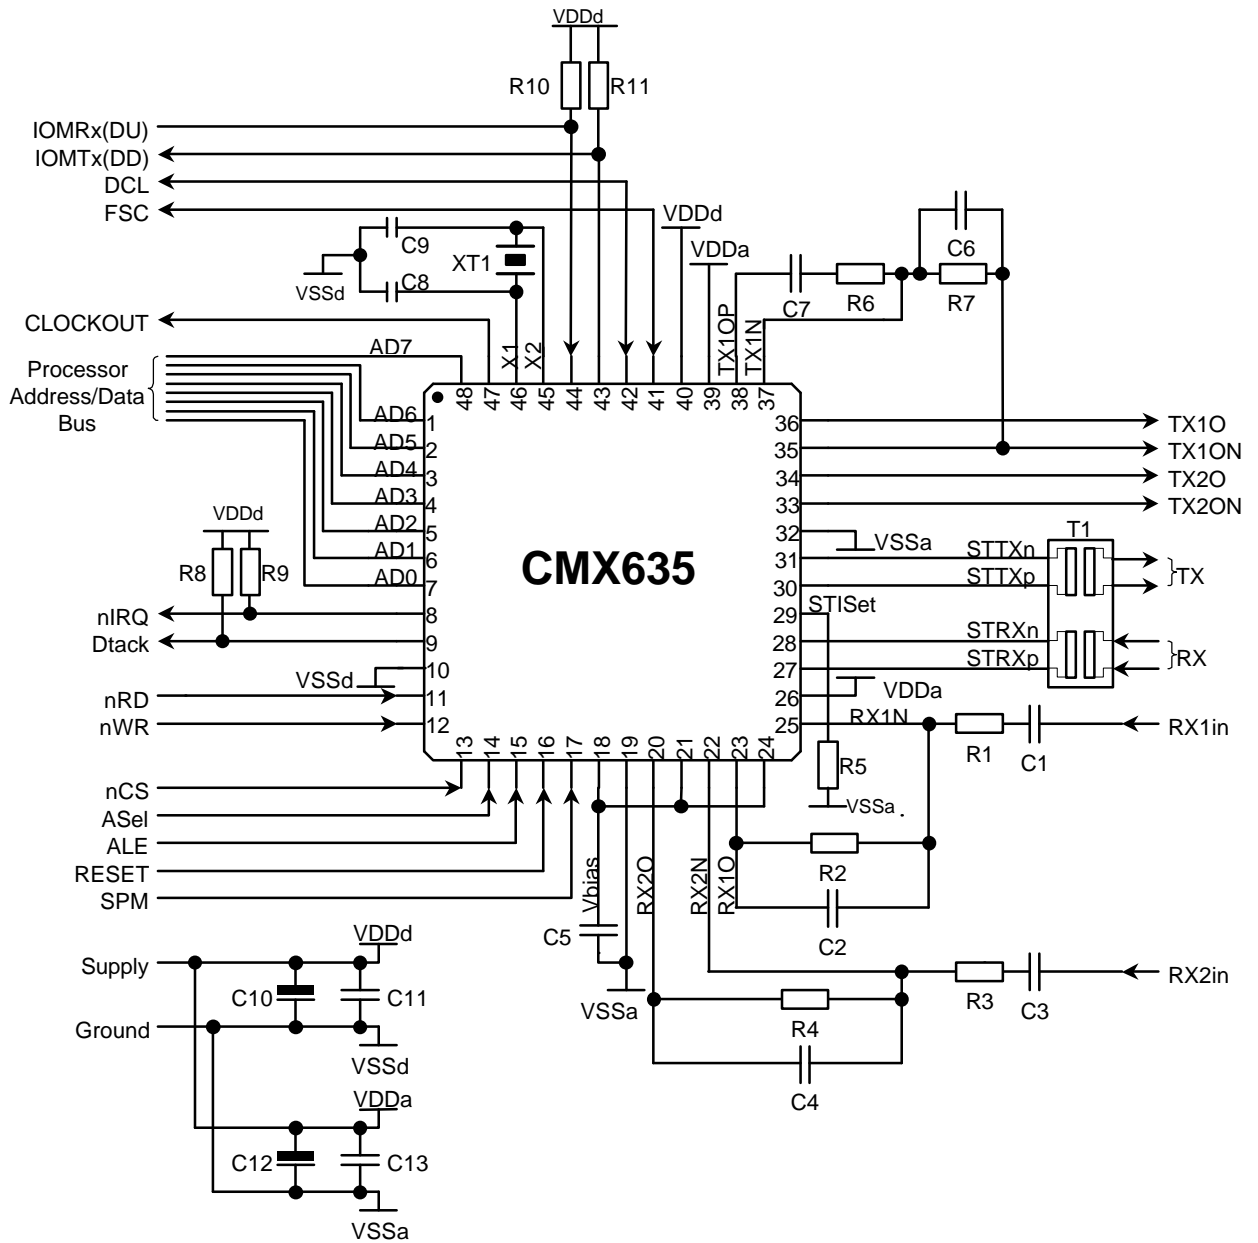 VDDd
R10
R11
IOMRx(DU)
IOMTx(DD)
DCL
FSC
C9
C8
XT1
VSSd
VDDd
VDDa
C6
C7
R6
R7
CLOCKOUT
X1
X2
TX1OP
TX1N
Processor
Address/Data
Bus
AD7
AD6
AD5
AD4
AD3
AD2
AD1
AD0
48
47
46
45
44
43
42
41
40
39
38
37
1
2
3
4
5
6
7
8
9
10
11
12
CMX635
36
35
34
33
32
31
30
29
28
27
26
25
TX1O
TX1ON
TX2O
TX2ON
VSSa
T1
STTXn
STTXp
TX
STISet
STRXn
STRXp
RX
VDDa
RX1N
VDDd
R8
R9
nIRQ
Dtack
VSSd
nRD
nWR
13
14
15
16
17
18
19
20
21
22
23
24
R1
C1
RX1in
R5
VSSa .
nCS
ASel
ALE
RESET
SPM
Vbias
RX2O
RX2N
RX1O
R2
C2
C5
VSSa
R3
C3
RX2in
R4
C4
VDDd
Supply
C10
C11
Ground
VSSd
VDDa
C12
C13
VSSa